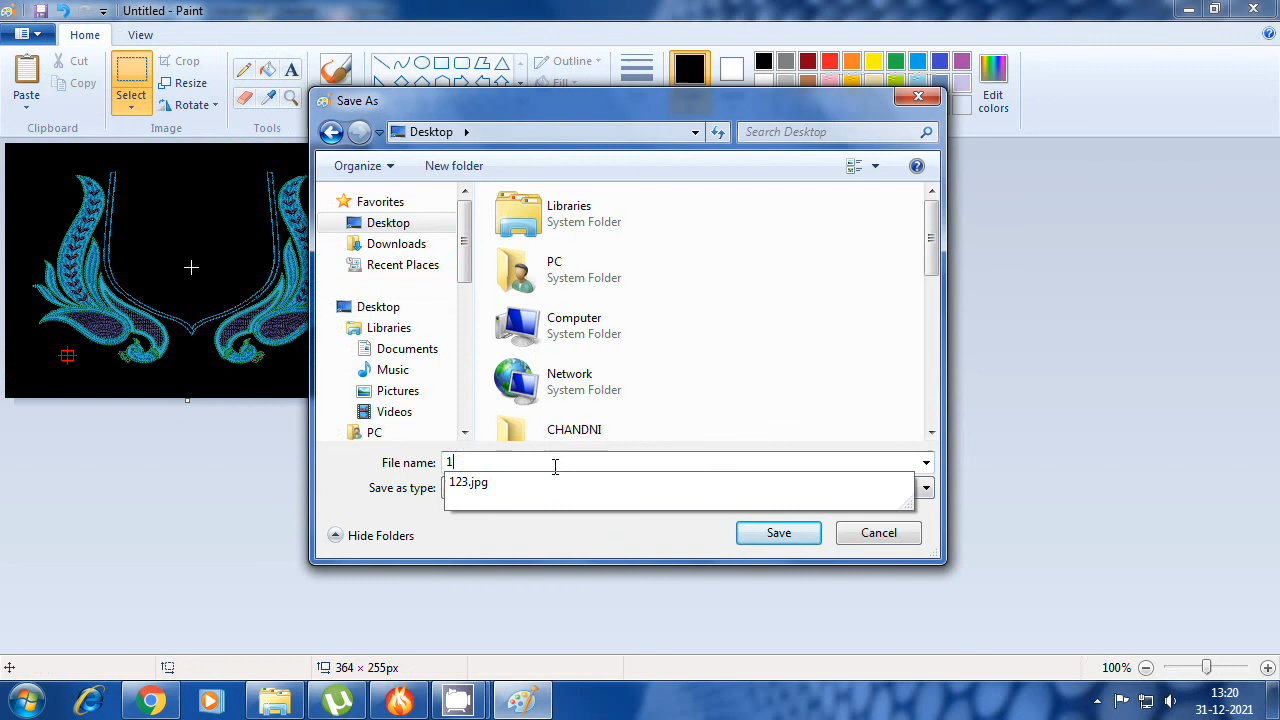 Untitled - Paint
Home
View
Paste
Cut
Copy
Clipboard
Select
Crop
Resize
Rotate
Image
Tools
Outline
Fill
Edit
colors
Save As
Desktop
Search Desktop
Organize
New folder
Favorites
Desktop
Downloads
Recent Places
Desktop
Libraries
Documents
Music
Pictures
Videos
PC
Libraries
System Folder
PC
System Folder
Computer
System Folder
Network
System Folder
CHANDNI
File name: 1
123.jpg
Save as type:
Hide Folders
Save
Cancel
364 × 255px
100%
13:20
31-12-2021